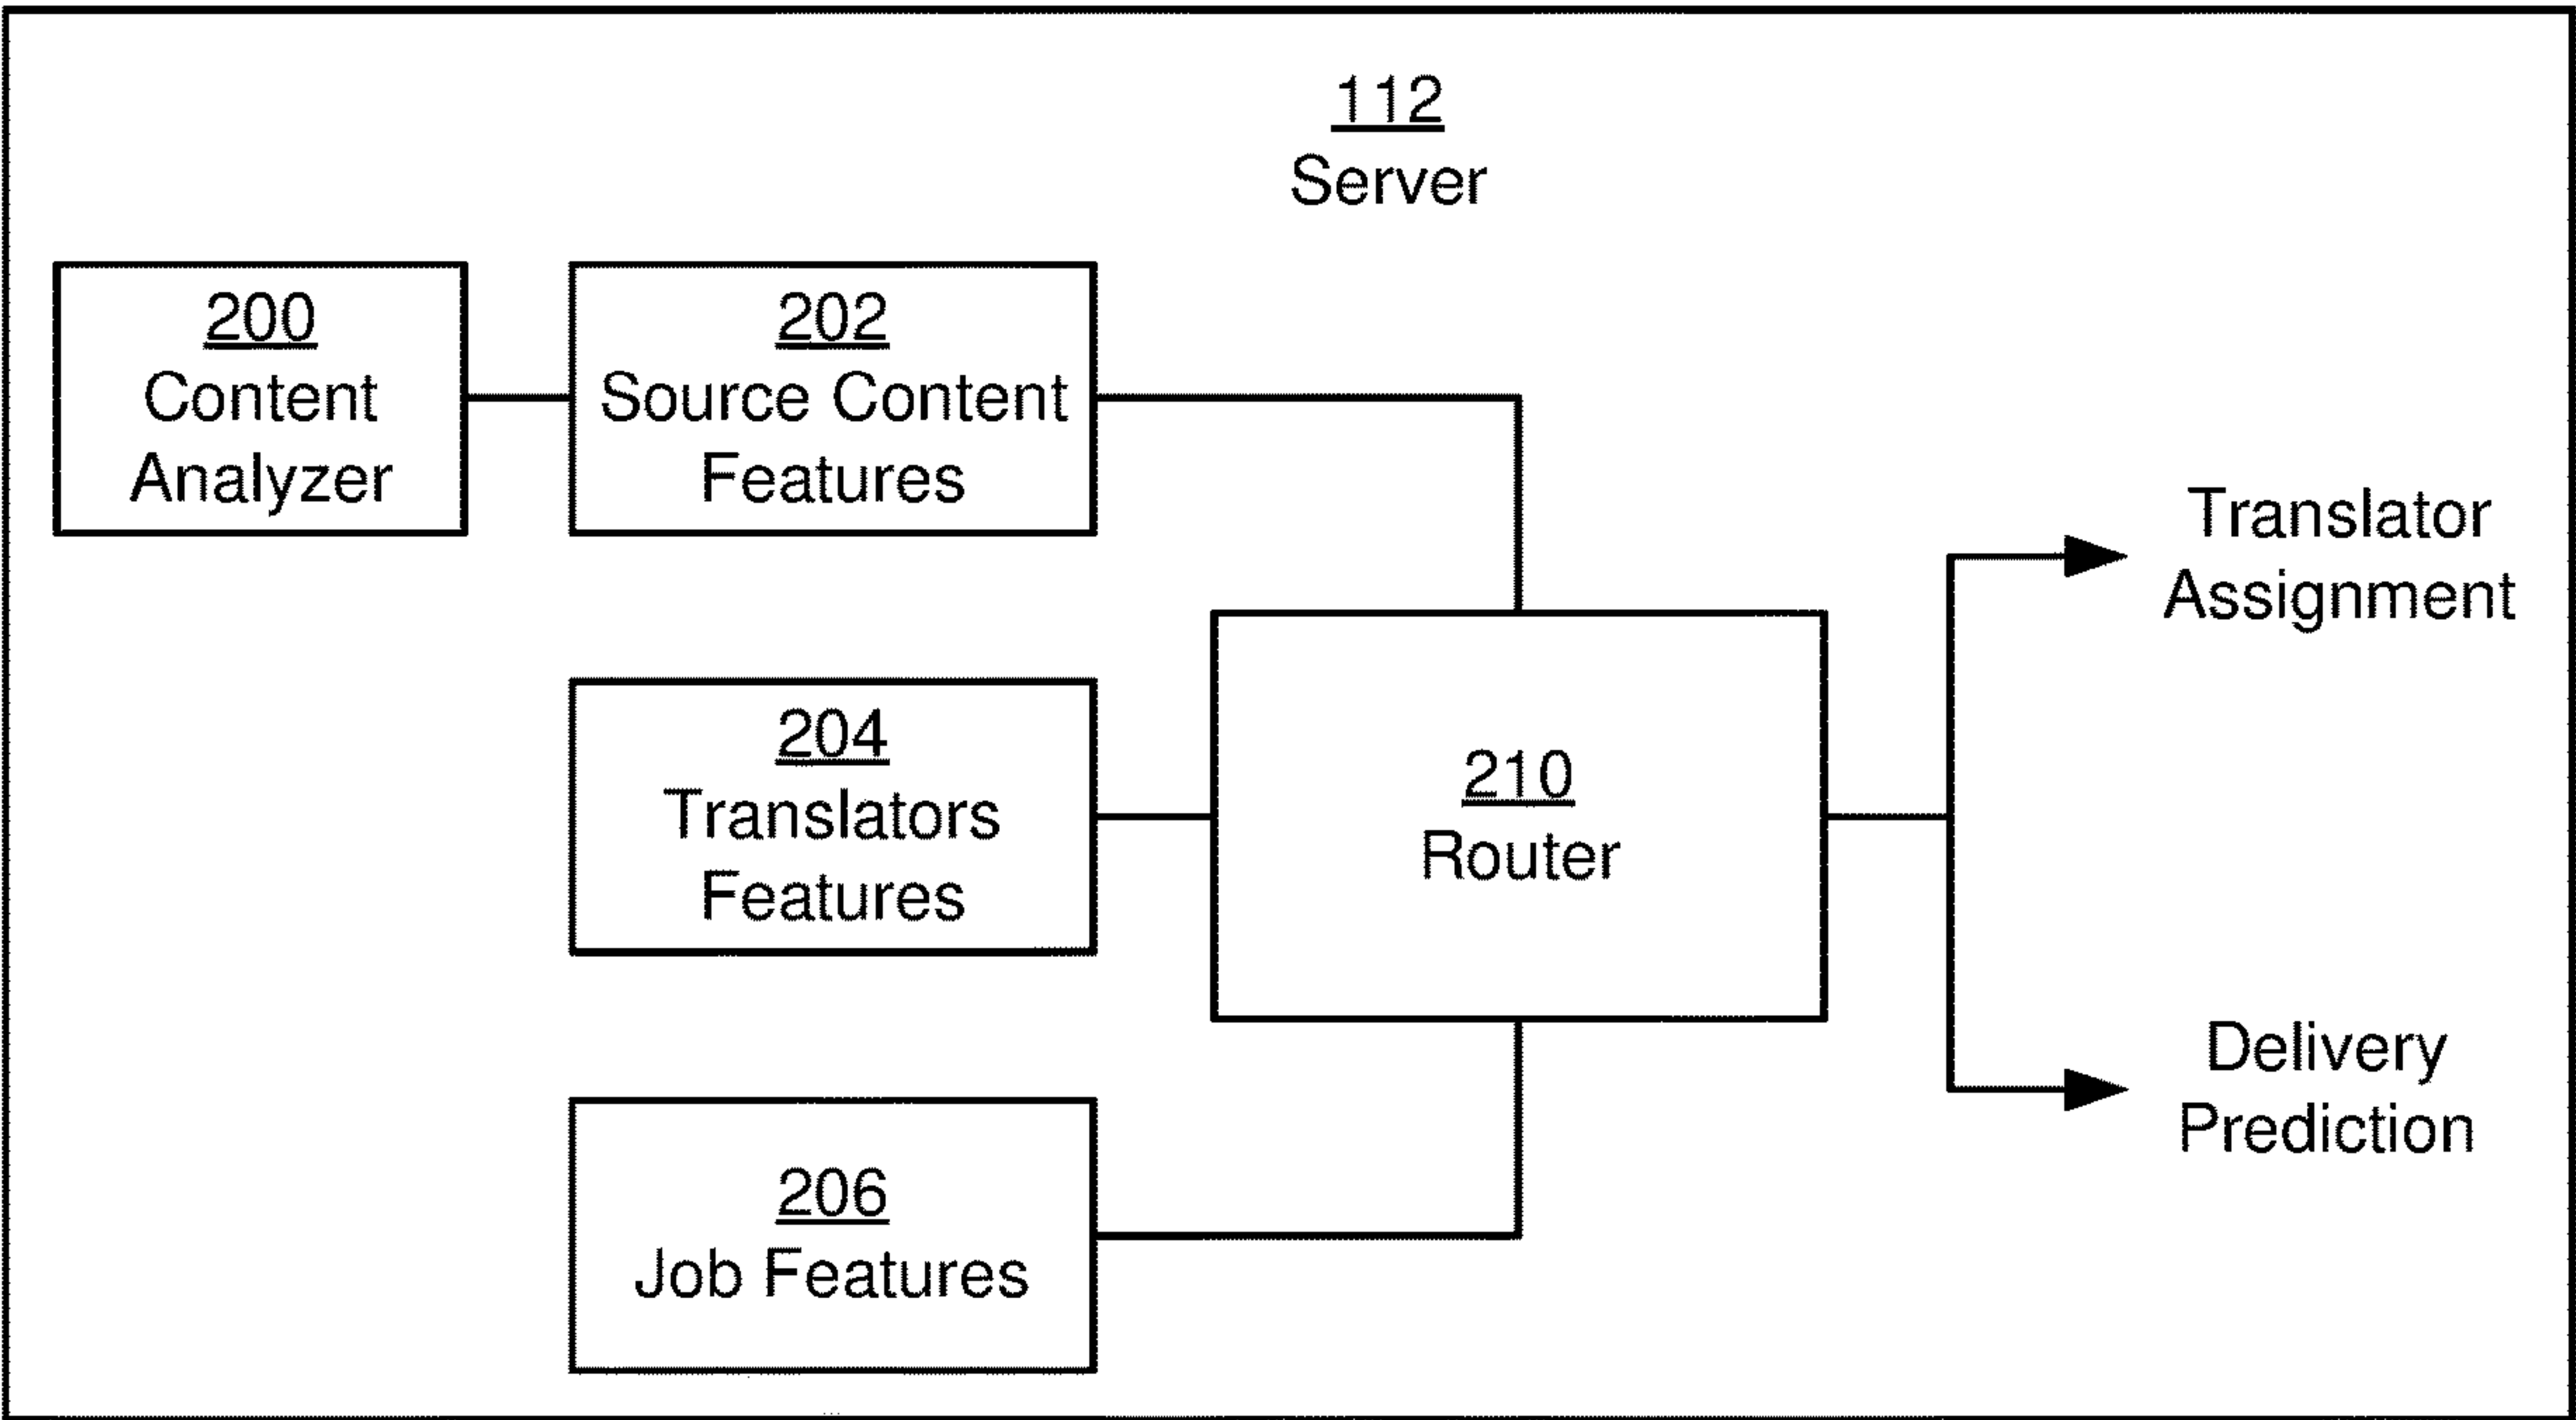 112
Server
200
Content
Analyzer
202
Source Content
Features
204
Translators
Features
206
Job Features
210
Router
Translator
Assignment
Delivery
Prediction